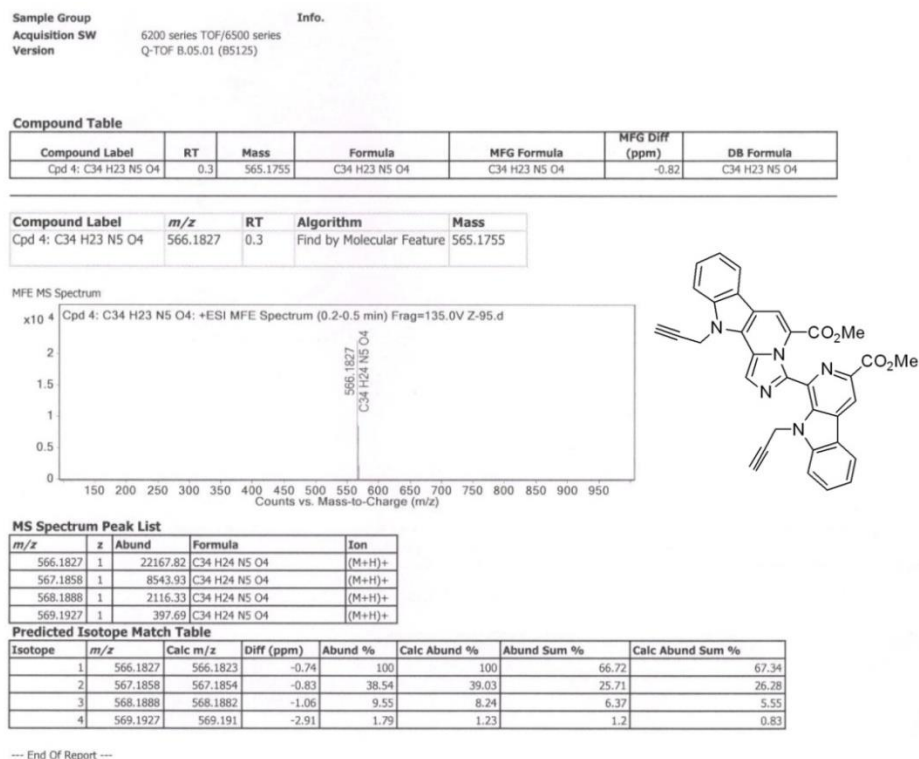 Sample Group Info.
Acquisition SW 6200 series TOF/6500 series
Version Q-TOF B.05.01 (B5125)
Compound Table
Compound Label RT Mass Formula MFG Formula MFG Diff (ppm) DB Formula
Cpd 4: C34 H23 N5 O4 0.3 565.1755 C34 H23 N5 O4 C34 H23 N5 O4 -0.82 C34 H23 N5 O4
Compound Label m/z RT Algorithm Mass
Cpd 4: C34 H23 N5 O4 566.1827 0.3 Find by Molecular Feature 565.1755
MFE MS Spectrum
x10 4 Cpd 4: C34 H23 N5 O4: +ESI MFE Spectrum (0.2-0.5 min) Frag=135.0V Z-95.d
2
1.5
1
0.5
0
566.1827
C34 H24 N5 O4
150 200 250 300 350 400 450 500 550 600 650 700 750 800 850 900 950
Counts vs. Mass-to-Charge (m/z)
N
CO2Me
N
N
N
CO2Me
N
MS Spectrum Peak List
m/z z Abund Formula Ion
566.1827 1 22167.82 C34 H24 N5 O4 (M+H)+
567.1858 1 8543.93 C34 H24 N5 O4 (M+H)+
568.1888 1 2116.33 C34 H24 N5 O4 (M+H)+
569.1927 1 397.69 C34 H24 N5 O4 (M+H)+
Predicted Isotope Match Table
Isotope m/z Calc m/z Diff (ppm) Abund % Calc Abund % Abund Sum % Calc Abund Sum %
1 566.1827 566.1823 -0.74 100 100 66.72 67.34
2 567.1858 567.1854 -0.83 38.54 39.03 25.71 26.28
3 568.1888 568.1882 -1.06 9.55 8.24 6.37 5.55
4 569.1927 569.191 -2.91 1.79 1.23 1.2 0.83
--- End Of Report ---